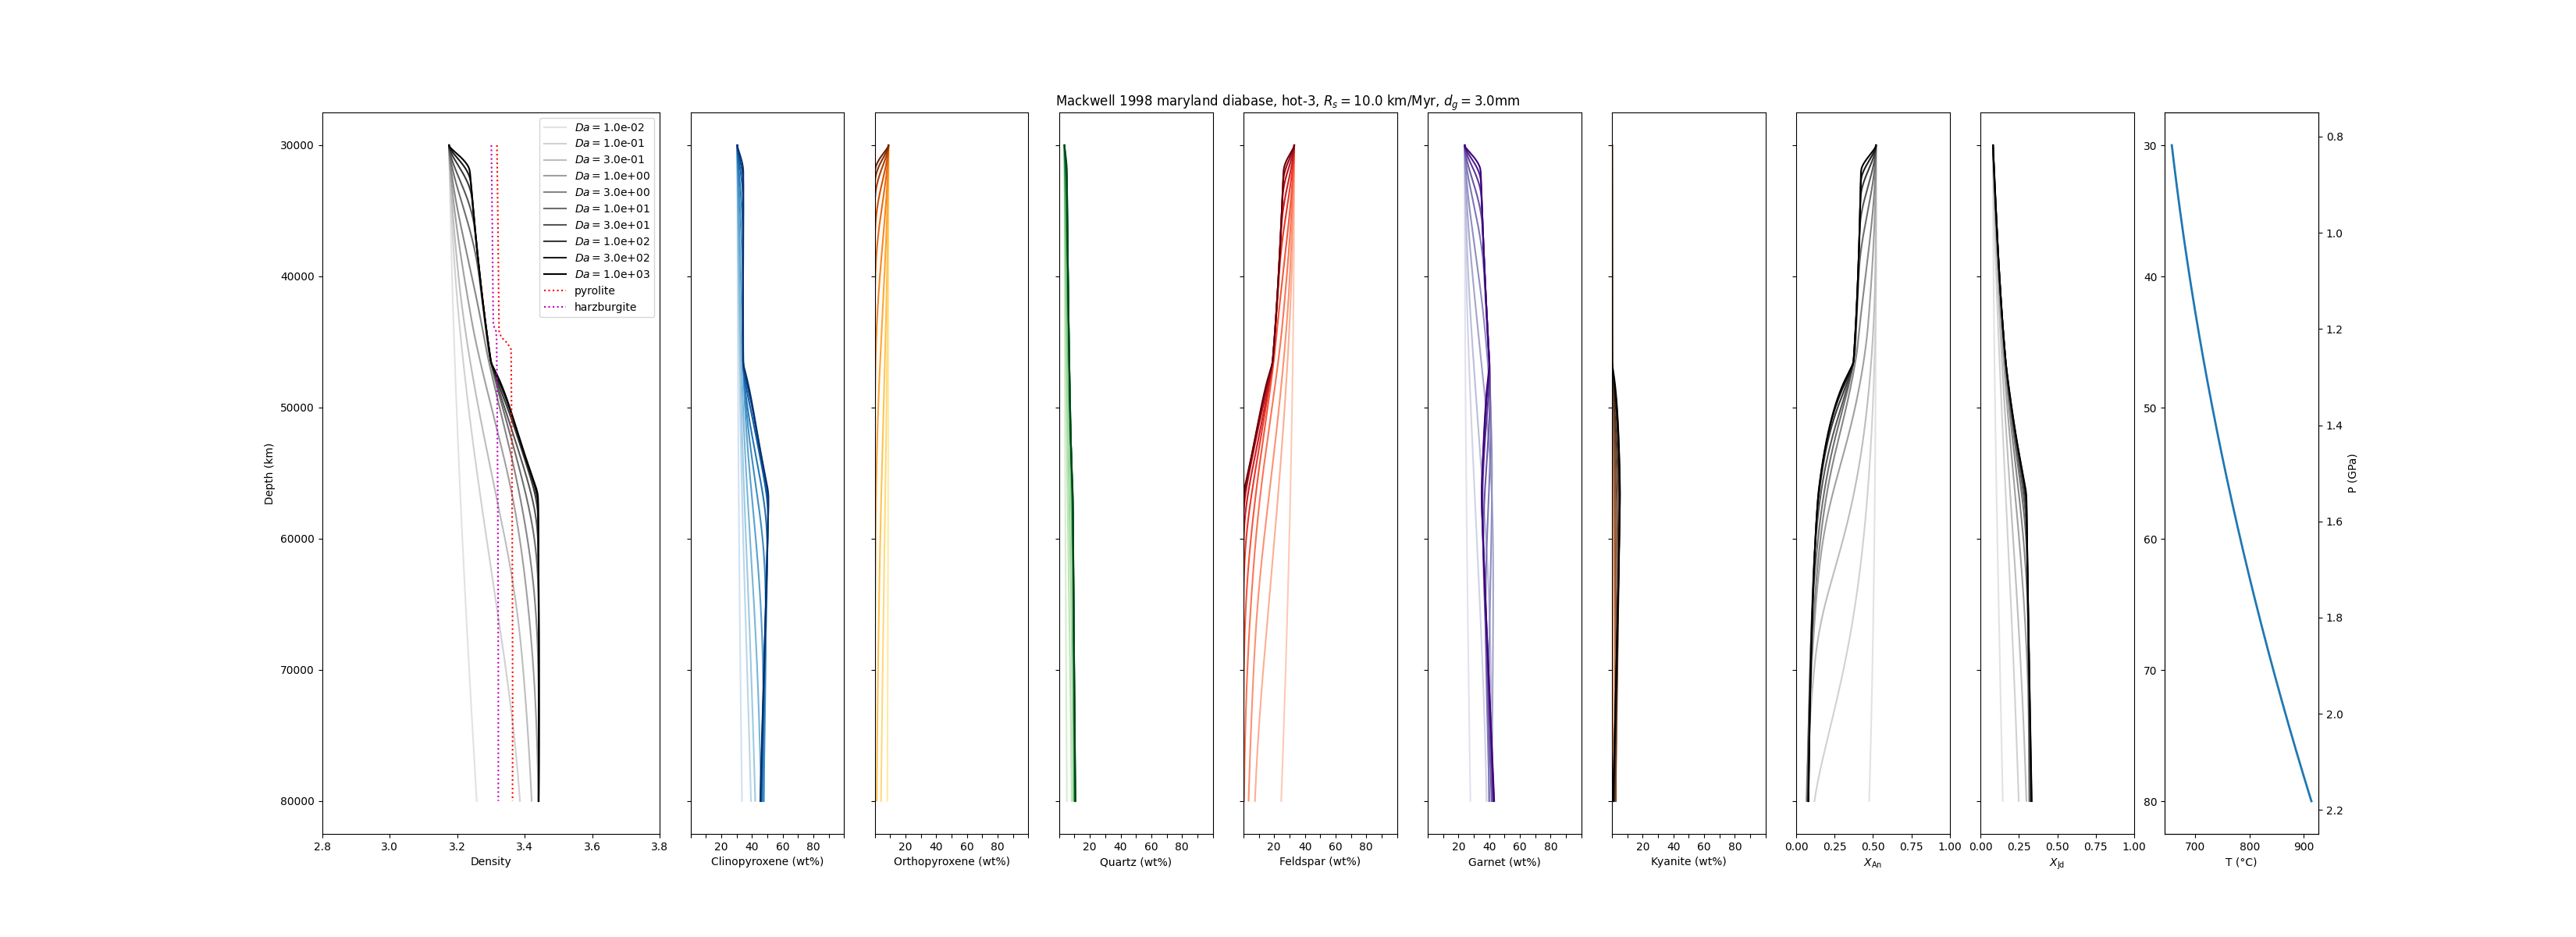 Mackwell 1998 maryland diabase, hot-3, Rₛ = 10.0 km/Myr, d_g = 3.0mm
Da = 1.0e-02
Da = 1.0e-01
Da = 3.0e-01
Da = 1.0e+00
Da = 3.0e+00
Da = 1.0e+01
Da = 3.0e+01
Da = 1.0e+02
Da = 3.0e+02
Da = 1.0e+03
pyrolite
harzburgite
Depth (km)
30000
40000
50000
60000
70000
80000
2.8 3.0 3.2 3.4 3.6 3.8
Density
20 40 60 80
Clinopyroxene (wt%)
20 40 60 80
Orthopyroxene (wt%)
20 40 60 80
Quartz (wt%)
20 40 60 80
Feldspar (wt%)
20 40 60 80
Garnet (wt%)
20 40 60 80
Kyanite (wt%)
0.00 0.25 0.50 0.75 1.00
X_An
0.00 0.25 0.50 0.75 1.00
X_Jd
30
40
50
60
70
80
700 800 900
T (°C)
0.8
1.0
1.2
1.4
1.6
1.8
2.0
2.2
P (GPa)